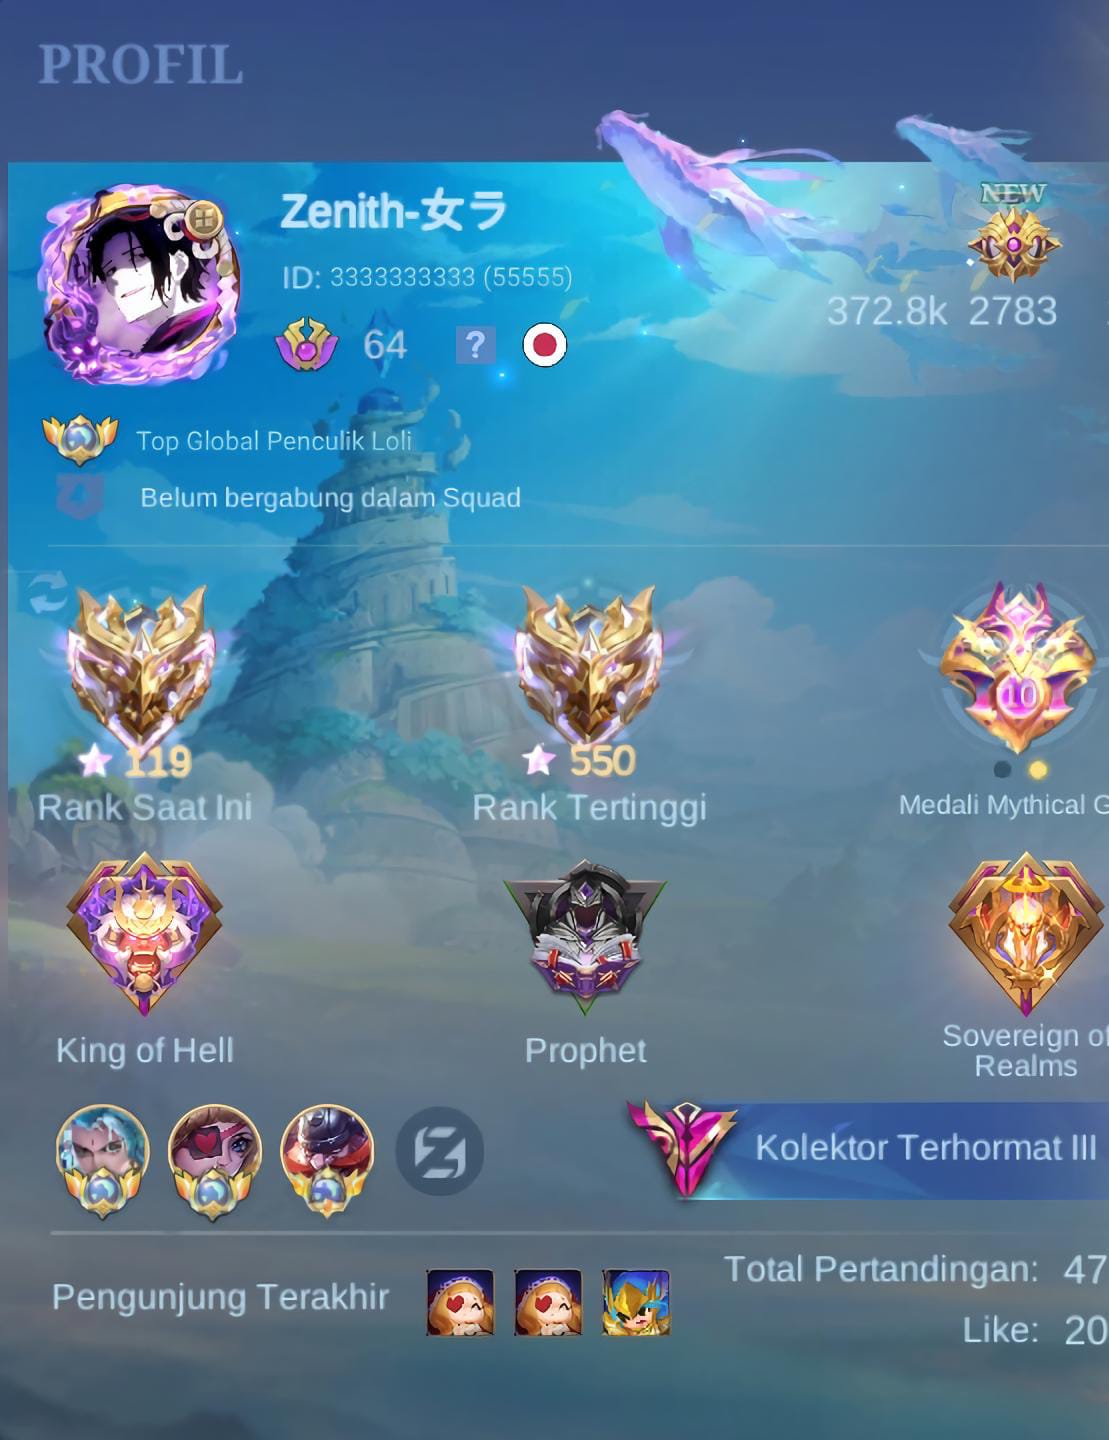 PROFIL
Zenith-女ラ
ID: 3333333333 (55555)
64
?
NEW
372.8k 2783
Top Global Penculik Loli
Belum bergabung dalam Squad
119
550
10
Rank Saat Ini
Rank Tertinggi
Medali Mythical G
King of Hell
Prophet
Sovereign of
Realms
Kolektor Terhormat III
Pengunjung Terakhir
Total Pertandingan: 47
Like: 20